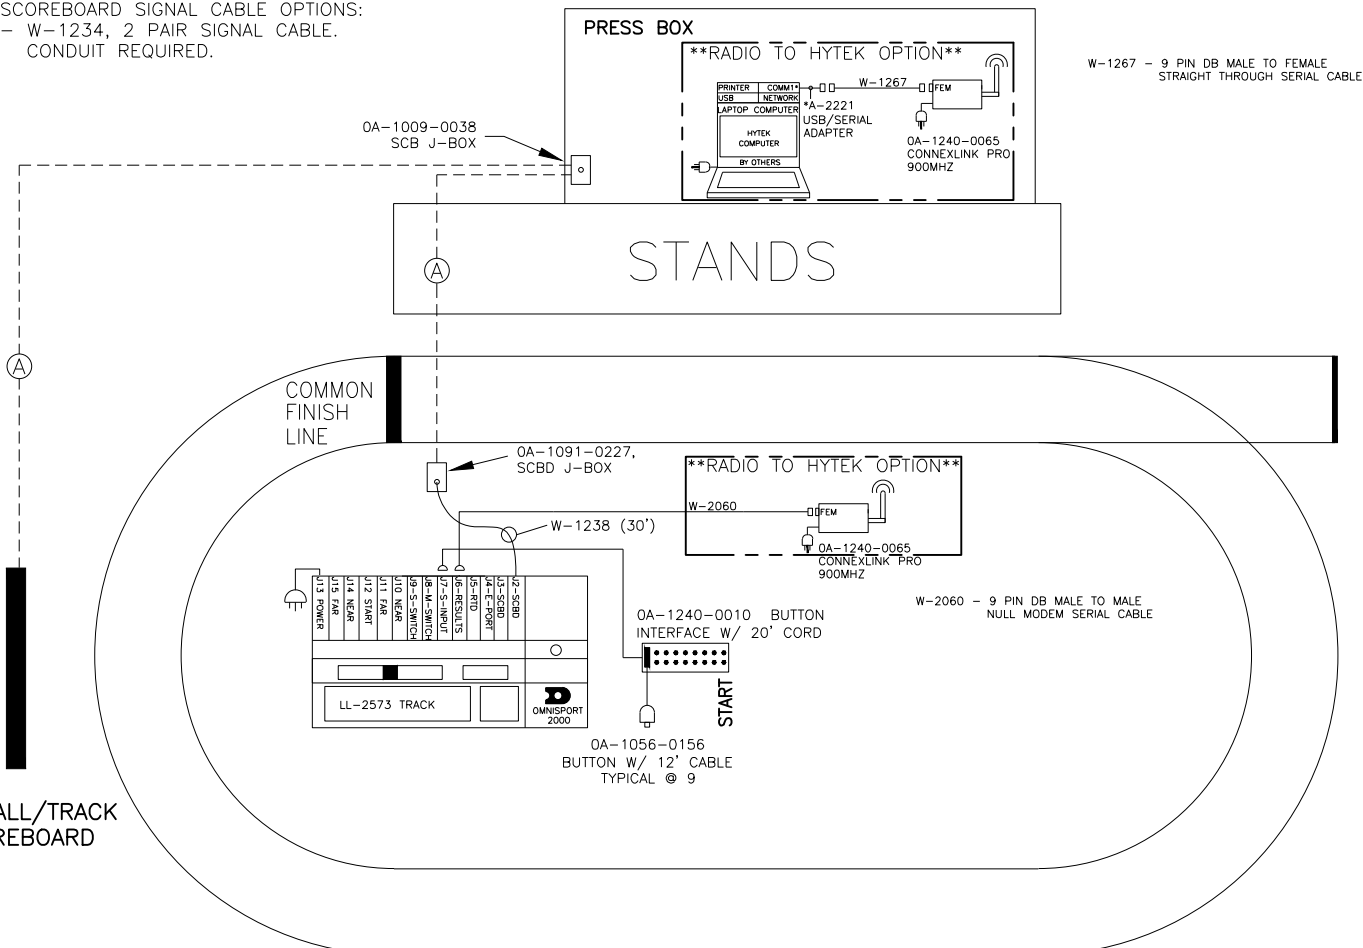 SCOREBOARD SIGNAL CABLE OPTIONS:
- W-1234, 2 PAIR SIGNAL CABLE.
CONDUIT REQUIRED.
PRESS BOX
**RADIO TO HYTEK OPTION**
PRINTER COMM1*
USB NETWORK
LAPTOP COMPUTER
HYTEK
COMPUTER
BY OTHERS
*A-2221
USB/SERIAL
ADAPTER
W-1267
FEM
0A-1240-0065
CONNEXLINK PRO
900MHZ
W-1267 - 9 PIN DB MALE TO FEMALE
STRAIGHT THROUGH SERIAL CABLE
0A-1009-0038
SCB J-BOX
STANDS
A
A
COMMON
FINISH
LINE
0A-1091-0227,
SCBD J-BOX
W-1238 (30')
**RADIO TO HYTEK OPTION**
W-2060
FEM
0A-1240-0065
CONNEXLINK PRO
900MHZ
W-2060 - 9 PIN DB MALE TO MALE
NULL MODEM SERIAL CABLE
J13 POWER
J15 FAR
J14 NEAR
J12 START
J11 FAR
J10 NEAR
J9-S-SWITCH
J8-M-SWITCH
J7-S-INPUT
J6-RESULTS
J5-RTD
J4-E-PORT
J3-SCBD
J2-SCBD
LL-2573 TRACK
OMNISPORT
2000
0A-1240-0010 BUTTON
INTERFACE W/ 20' CORD
START
0A-1056-0156
BUTTON W/ 12' CABLE
TYPICAL @ 9
ALL/TRACK
REBOARD